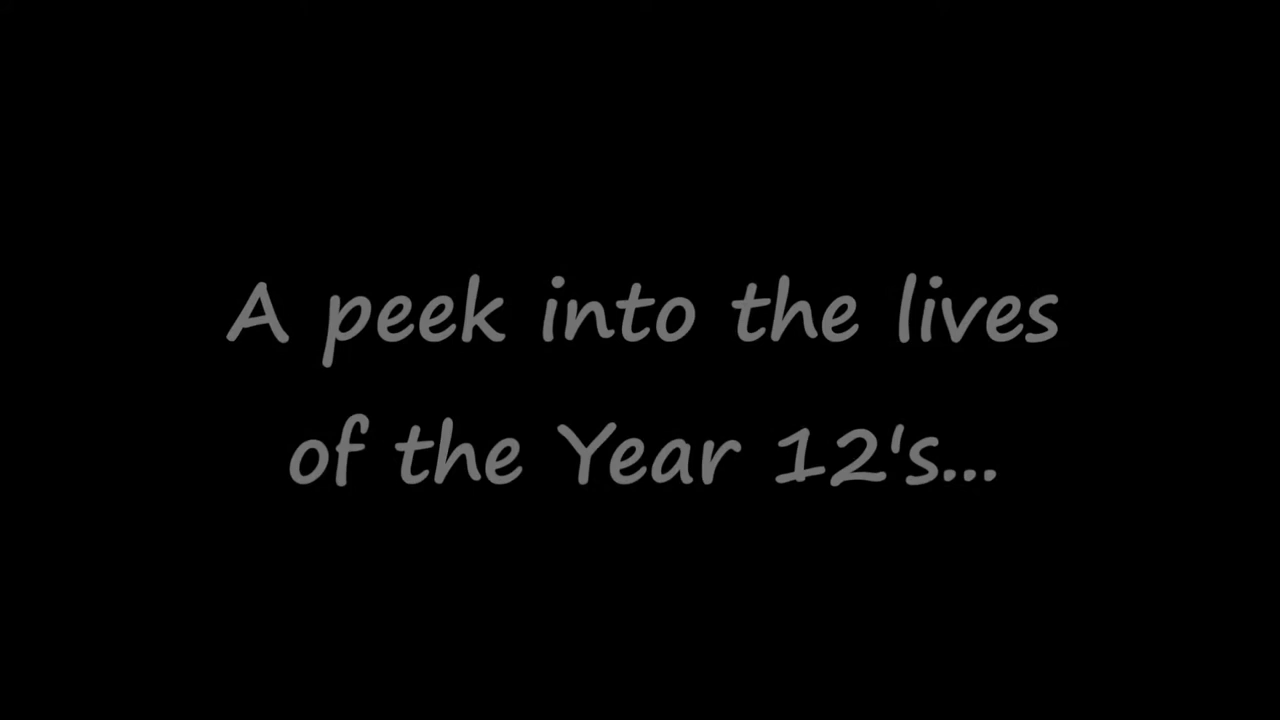 A peek into the lives
of the Year 12's...